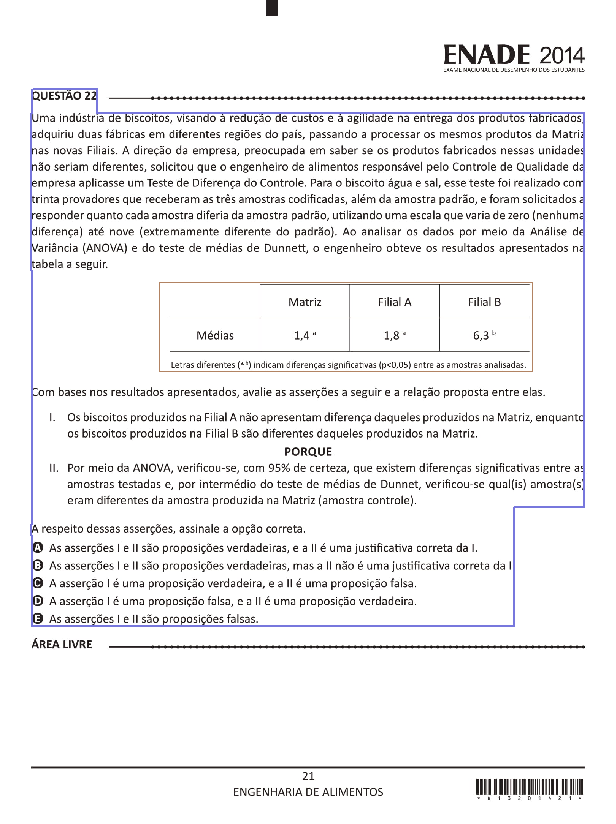 ENADE 2014
EXAME NACIONAL DE DESEMPENHO DOS ESTUDANTES
QUESTÃO 22
Uma indústria de biscoitos, visando à redução de custos e à agilidade na entrega dos produtos fabricados,
adquiriu duas fábricas em diferentes regiões do país, passando a processar os mesmos produtos da Matriz
nas novas Filiais. A direção da empresa, preocupada em saber se os produtos fabricados nessas unidades
não seriam diferentes, solicitou que o engenheiro de alimentos responsável pelo Controle de Qualidade da
empresa aplicasse um Teste de Diferença do Controle. Para o biscoito água e sal, esse teste foi realizado com
trinta provadores que receberam as três amostras codificadas, além da amostra padrão, e foram solicitados a
responder quanto cada amostra diferia da amostra padrão, utilizando uma escala que varia de zero (nenhuma
diferença) até nove (extremamente diferente do padrão). Ao analisar os dados por meio da Análise de
Variância (ANOVA) e do teste de médias de Dunnett, o engenheiro obteve os resultados apresentados na
tabela a seguir.
Matriz Filial A Filial B
Médias 1,4 ª 1,8 ª 6,3 ᵇ
Letras diferentes (ª,ᵇ) indicam diferenças significativas (p<0,05) entre as amostras analisadas.
Com bases nos resultados apresentados, avalie as asserções a seguir e a relação proposta entre elas.
I. Os biscoitos produzidos na Filial A não apresentam diferença daqueles produzidos na Matriz, enquanto
os biscoitos produzidos na Filial B são diferentes daqueles produzidos na Matriz.
PORQUE
II. Por meio da ANOVA, verificou-se, com 95% de certeza, que existem diferenças significativas entre as
amostras testadas e, por intermédio do teste de médias de Dunnet, verificou-se qual(is) amostra(s)
eram diferentes da amostra produzida na Matriz (amostra controle).
A respeito dessas asserções, assinale a opção correta.
A As asserções I e II são proposições verdadeiras, e a II é uma justificativa correta da I.
B As asserções I e II são proposições verdadeiras, mas a II não é uma justificativa correta da I
C A asserção I é uma proposição verdadeira, e a II é uma proposição falsa.
D A asserção I é uma proposição falsa, e a II é uma proposição verdadeira.
E As asserções I e II são proposições falsas.
ÁREA LIVRE
21
ENGENHARIA DE ALIMENTOS